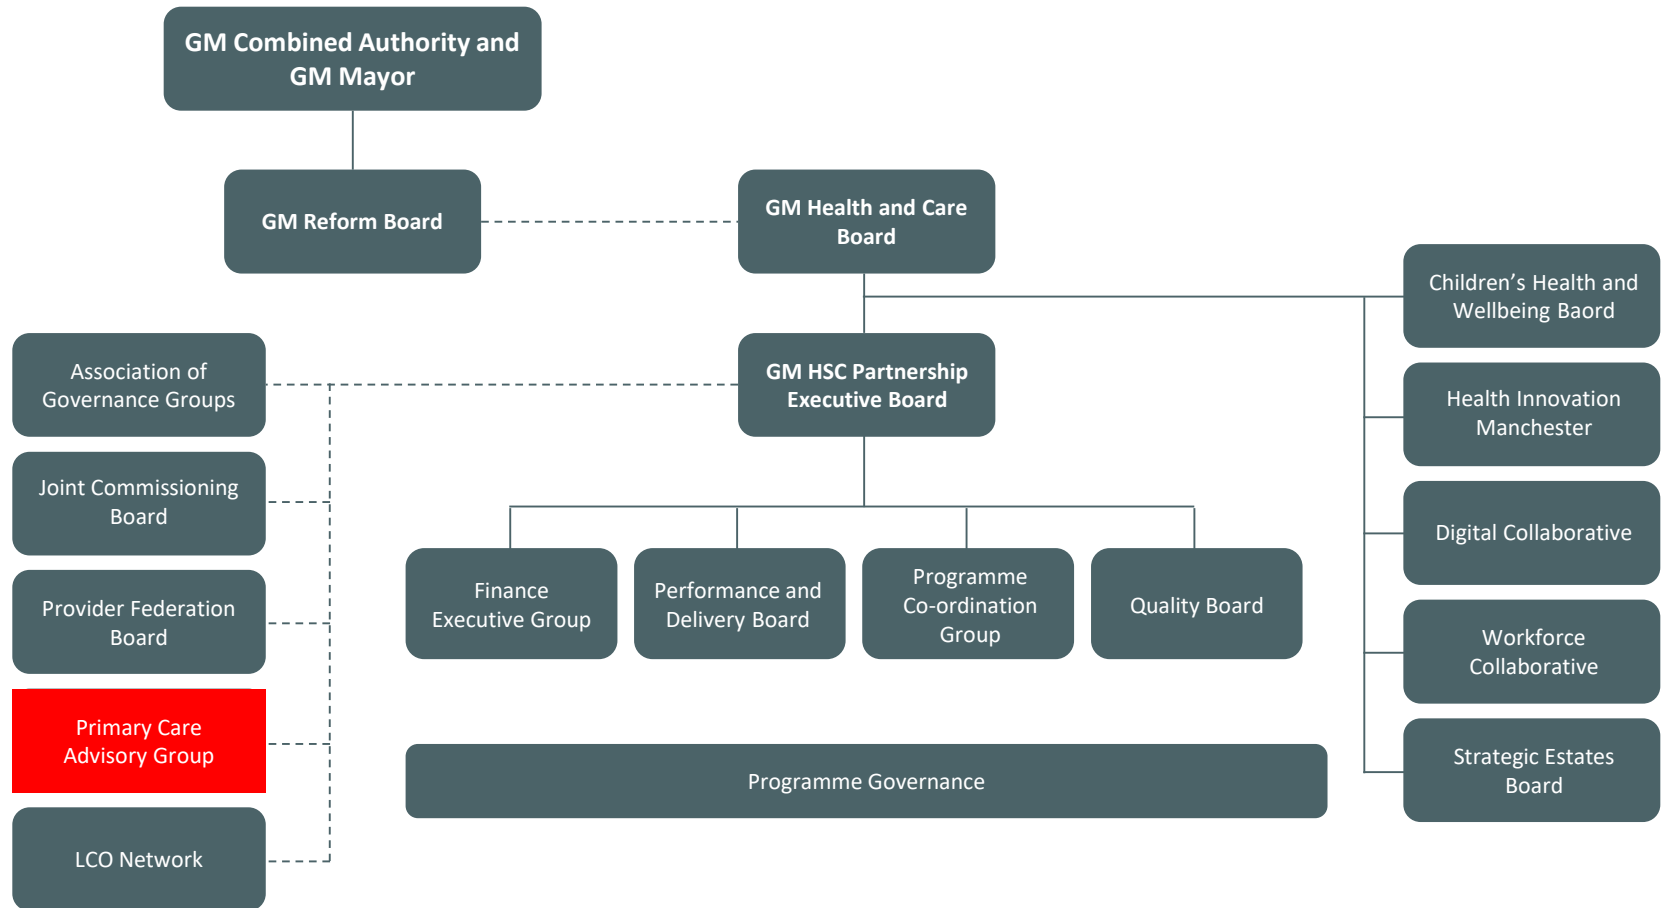 GM Combined Authority and
GM Mayor
GM Reform Board
GM Health and Care
Board
Children’s Health and
Wellbeing Baord
Association of
Governance Groups
GM HSC Partnership
Executive Board
Health Innovation
Manchester
Joint Commissioning
Board
Digital Collaborative
Finance
Executive Group
Performance and
Delivery Board
Programme
Co-ordination
Group
Quality Board
Provider Federation
Board
Workforce
Collaborative
Primary Care
Advisory Group
Strategic Estates
Board
Programme Governance
LCO Network